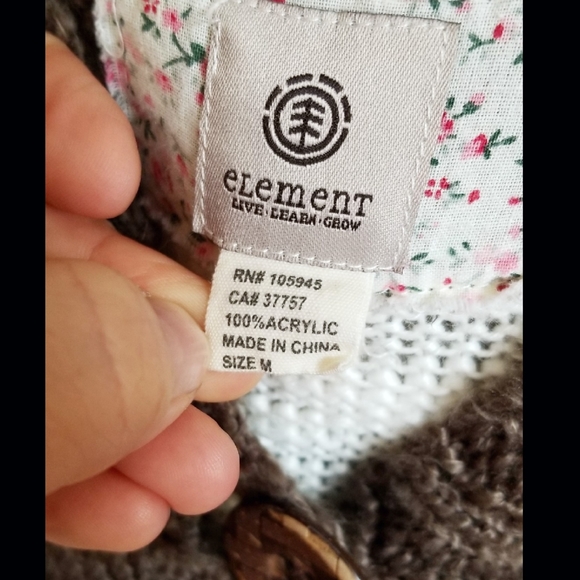 eLemenT
LIVE·LEARN·GROW
RN# 105945
CA# 37757
100%ACRYLIC
MADE IN CHINA
SIZE M